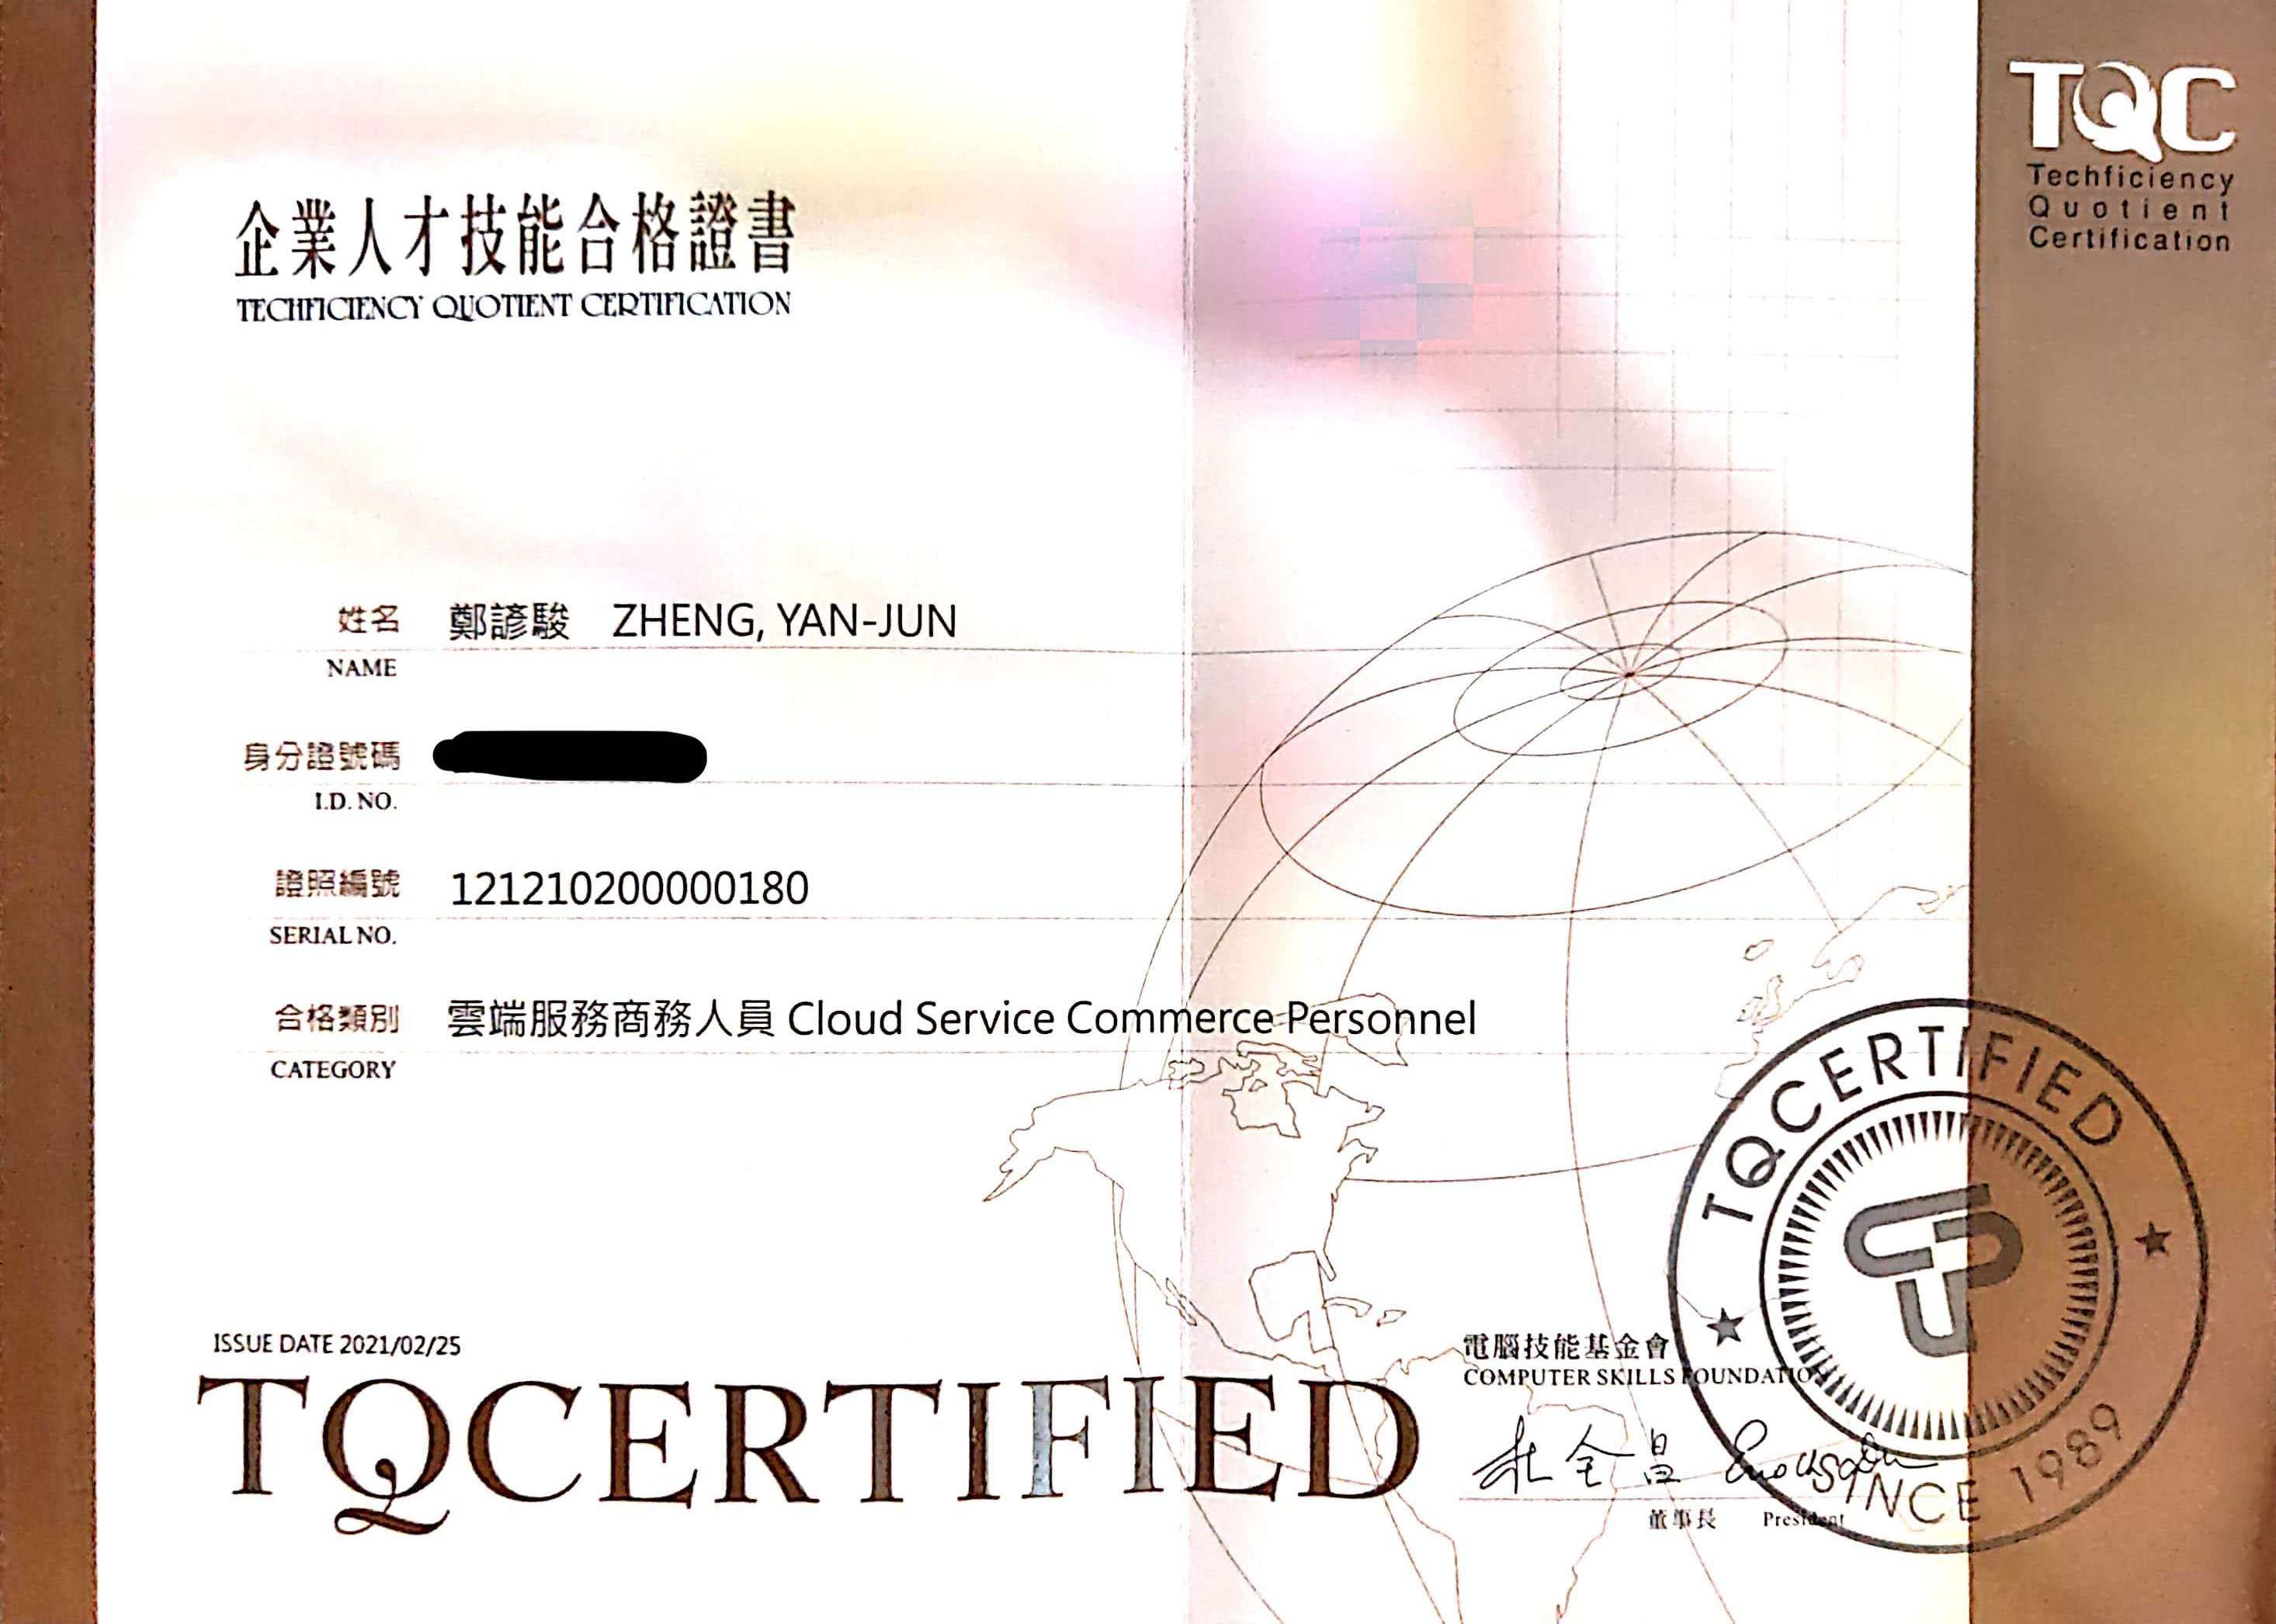 TQC
Techficiency
Quotient
Certification
企業人才技能合格證書
TECHFICIENCY QUOTIENT CERTIFICATION
姓名 鄭諺駿 ZHENG, YAN-JUN
NAME
身分證號碼
I.D. NO.
證照編號 121210200000180
SERIAL NO.
合格類別 雲端服務商務人員 Cloud Service Commerce Personnel
CATEGORY
ISSUE DATE 2021/02/25
TQCERTIFIED
電腦技能基金會
COMPUTER SKILLS FOUNDATION
杜全昌
董事長 President
TQCERTIFIED
SINCE 1989